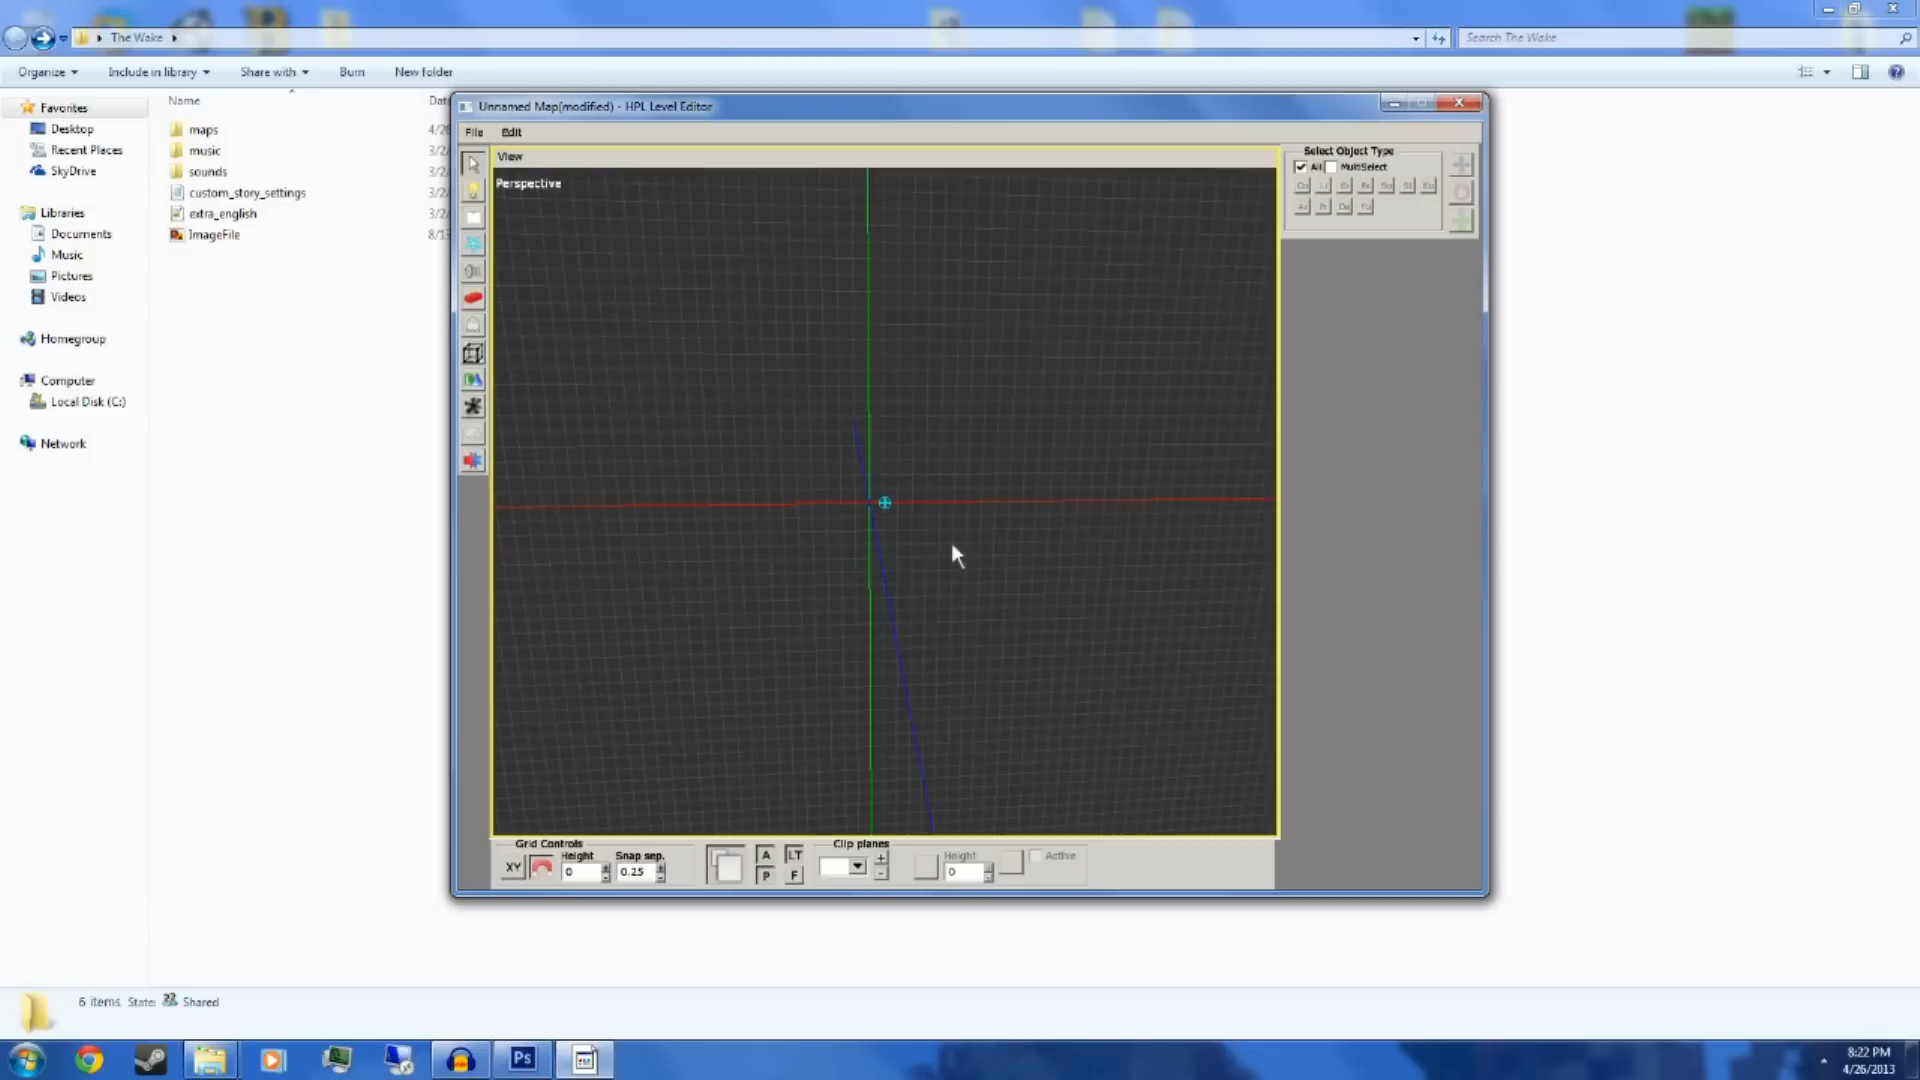 The Wake
Search The Wake
Organize
Include in library
Share with
Burn
New folder
Name
Favorites
Desktop
Recent Places
SkyDrive
Libraries
Documents
Music
Pictures
Videos
Homegroup
Computer
Local Disk (C:)
Network
maps
music
sounds
custom_story_settings
extra_english
ImageFile
Unnamed Map(modified) - HPL Level Editor
File Edit
View
Perspective
Select Object Type
All MultiSelect
Grid Controls
Height
Snap sep.
XY
0
0.25
A
LT
P
F
Clip planes
+
-
Height
0
Active
6 items State: Shared
Ps
8:22 PM
4/26/2013